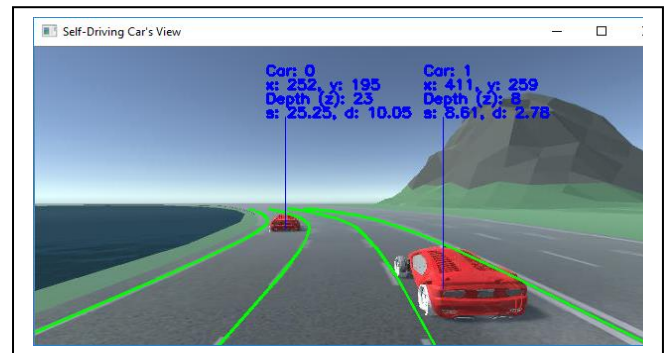 Self-Driving Car's View
Car: 0
x: 252, y: 195
Depth (z): 23
s: 25.25, d: 10.05
Car: 1
x: 411, y: 259
Depth (z): 8
s: 8.61, d: 2.78